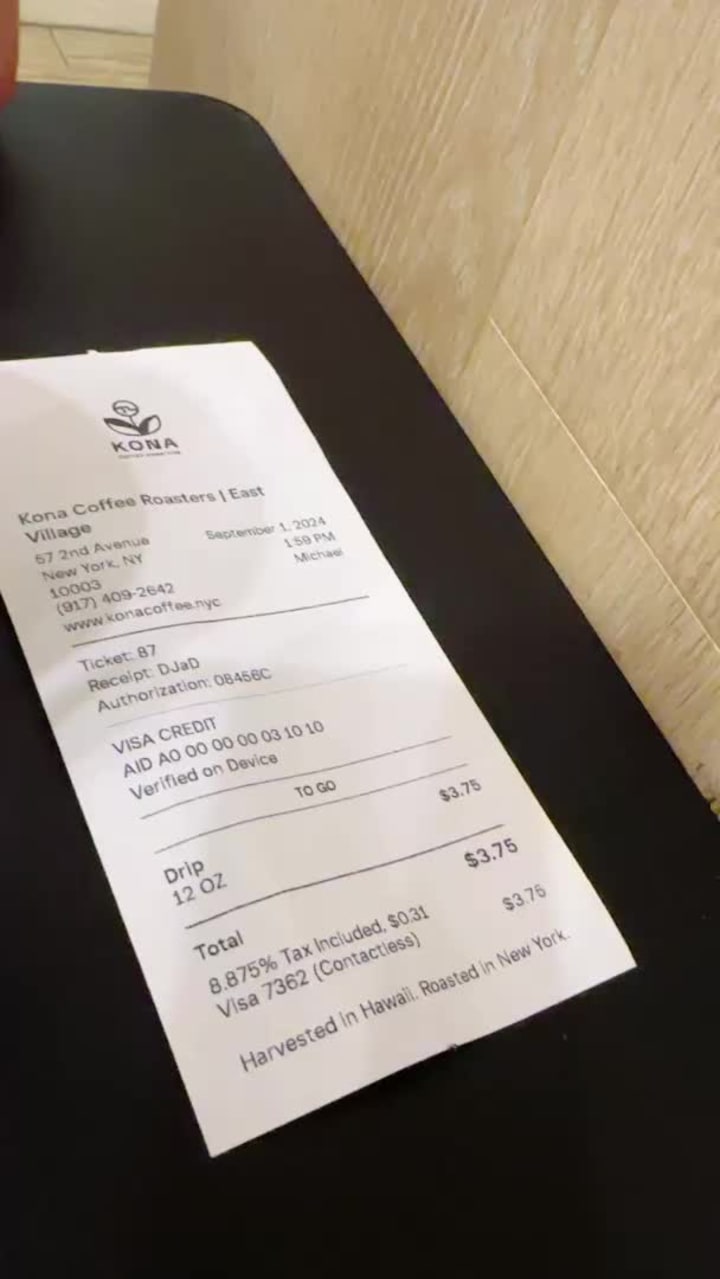 KONA
Kona Coffee Roasters | East
Village
57 2nd Avenue
New York, NY
10003
(917) 409-2642
www.konacoffee.nyc
September 1, 2024
1:59 PM
Michael
Ticket: 87
Receipt: DJaD
Authorization: 08456C
VISA CREDIT
AID A0 00 00 00 03 10 10
Verified on Device
TO GO
Drip $3.75
12 OZ
Total $3.75
8.875% Tax Included, $0.31
Visa 7362 (Contactless) $3.75
Harvested in Hawaii. Roasted in New York.